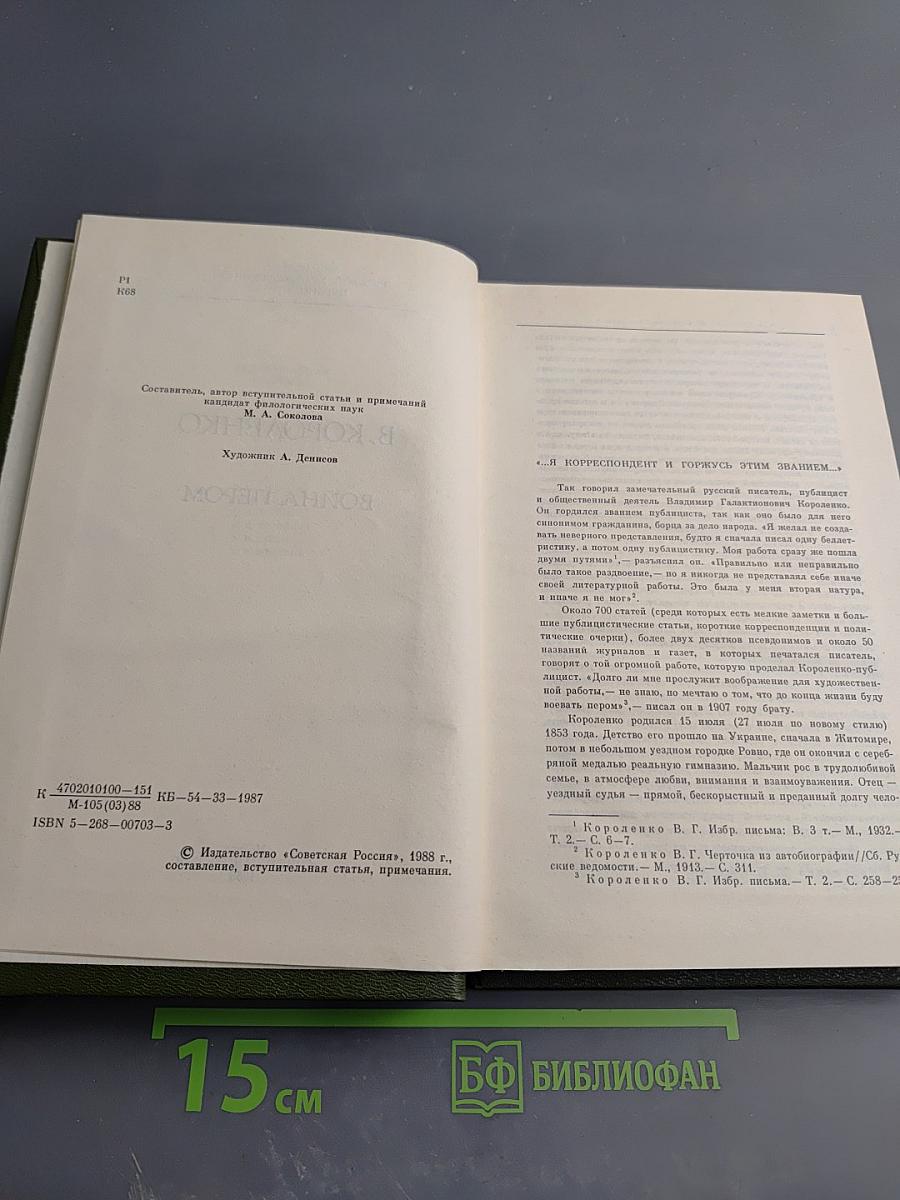 Р1
К68
Составитель, автор вступительной статьи и примечаний
кандидат филологических наук
М. А. Соколова
Художник А. Денисов
К 4702010100—151 КБ—54—33—1987
М-105(03)88
ISBN 5—268—00703—3
© Издательство «Советская Россия», 1988 г.,
составление, вступительная статья, примечания.
«...Я КОРРЕСПОНДЕНТ И ГОРЖУСЬ ЭТИМ ЗВАНИЕМ...»
Так говорил замечательный русский писатель, публицист
и общественный деятель Владимир Галактионович Короленко.
Он гордился званием публициста, так как оно было для него
синонимом гражданина, борца за дело народа. «Я желал не созда-
вать неверного представления, будто я сначала писал одну беллет-
ристику, а потом одну публицистику. Моя работа сразу же пошла
двумя путями»¹,— разъяснял он. «Правильно или неправильно
было такое раздвоение,— но я никогда не представлял себе иначе
своей литературной работы. Это была у меня вторая натура,
и иначе я не мог»².
Около 700 статей (среди которых есть мелкие заметки и боль-
шие публицистические статьи, короткие корреспонденции и поли-
тические очерки), более двух десятков псевдонимов и около 50
названий журналов и газет, в которых печатался писатель,
говорят о той огромной работе, которую проделал Короленко-пуб-
лицист. «Долго ли мне прослужит воображение для художествен-
ной работы,— не знаю, но мечтаю о том, что до конца жизни буду
воевать пером»³,— писал он в 1907 году брату.
Короленко родился 15 июля (27 июля по новому стилю)
1853 года. Детство его прошло на Украине, сначала в Житомире,
потом в небольшом уездном городке Ровно, где он окончил с сереб-
ряной медалью реальную гимназию. Мальчик рос в трудолюбивой
семье, в атмосфере любви, внимания и взаимоуважения. Отец —
уездный судья — прямой, бескорыстный и преданный долгу чело-
¹ Короленко В. Г. Избр. письма: В. 3 т.— М., 1932.—
Т. 2.— С. 6—7.
² Короленко В. Г. Черточка из автобиографии//Сб. Ру
ские ведомости.— М., 1913.— С. 311.
³ Короленко В. Г. Избр. письма.— Т. 2.— С. 258—25
15 см
БФ БИБЛИОФАН